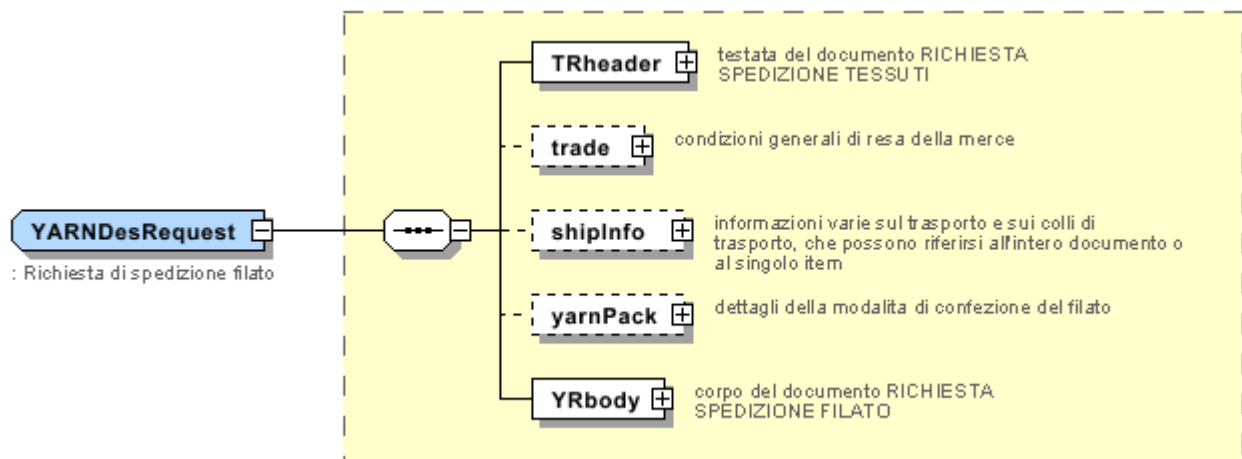 TRheader
testata del documento RICHIESTA
SPEDIZIONE TESSUTI
trade
condizioni generali di resa della merce
YARNDesRequest
: Richiesta di spedizione filato
shipInfo
informazioni varie sul trasporto e sui colli di
trasporto, che possono riferirsi all'intero documento o
al singolo item
yarnPack
dettagli della modalita di confezione del filato
YRbody
corpo del documento RICHIESTA
SPEDIZIONE FILATO